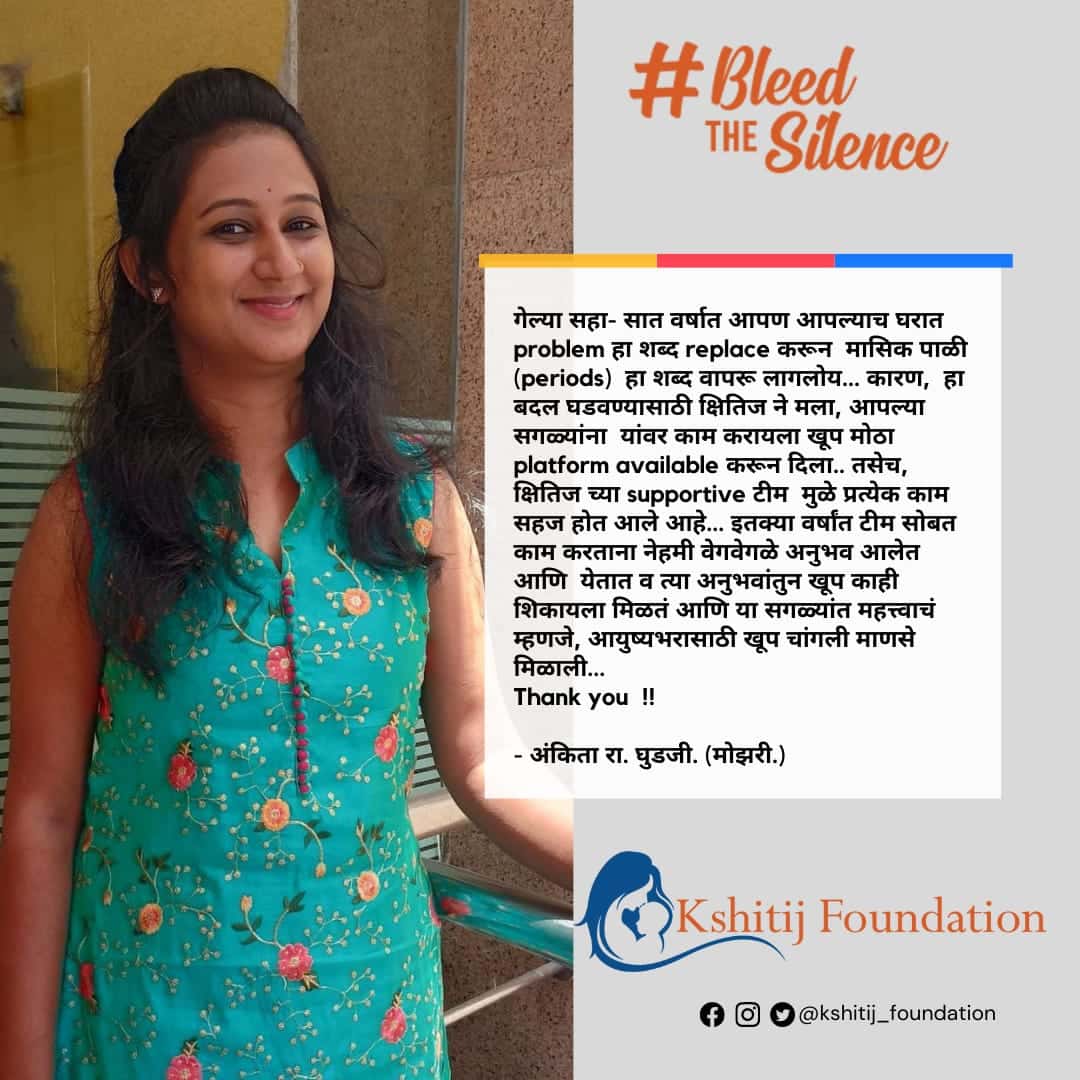 #Bleed
THE Silence
गेल्या सहा- सात वर्षात आपण आपल्याच घरात
problem हा शब्द replace करून मासिक पाळी
(periods) हा शब्द वापरू लागलोय... कारण, हा
बदल घडवण्यासाठी क्षितिज ने मला, आपल्या
सगळ्यांना यांवर काम करायला खूप मोठा
platform available करून दिला.. तसेच,
क्षितिज च्या supportive टीम मुळे प्रत्येक काम
सहज होत आले आहे... इतक्या वर्षांत टीम सोबत
काम करताना नेहमी वेगवेगळे अनुभव आलेत
आणि येतात व त्या अनुभवांतुन खूप काही
शिकायला मिळतं आणि या सगळ्यांत महत्त्वाचं
म्हणजे, आयुष्यभरासाठी खूप चांगली माणसे
मिळाली...
Thank you !!
- अंकिता रा. घुडजी. (मोझरी.)
Kshitij Foundation
@kshitij_foundation